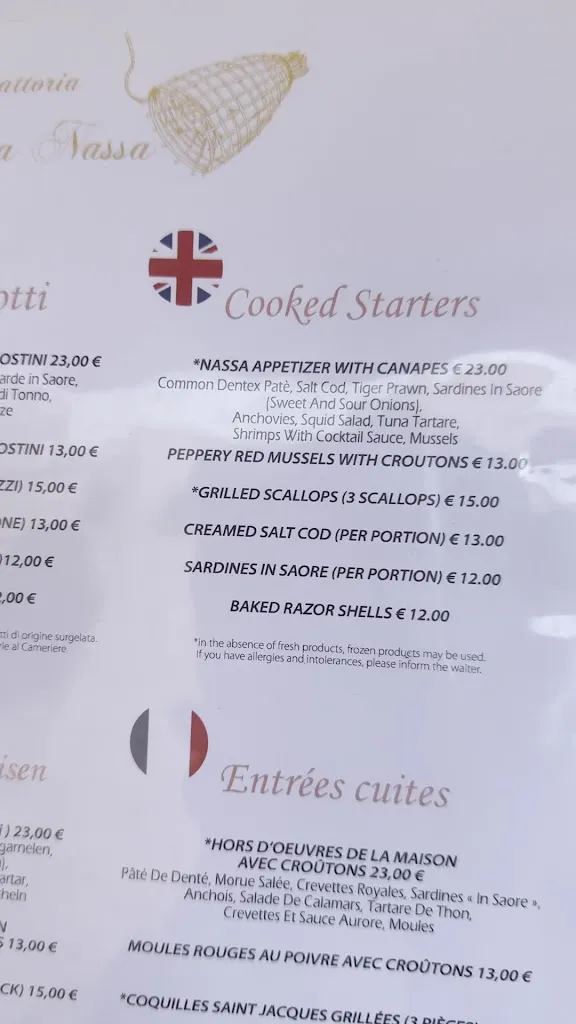 attoria
a Nassa
otti
OSTINI 23,00 €
arde in Saore,
di Tonno,
ze
OSTINI 13,00 €
ZZI) 15,00 €
ONE) 13,00 €
)12,00 €
2,00 €
tti di origine surgelata.
rie al Cameriere.
Cooked Starters
*NASSA APPETIZER WITH CANAPES € 23.00
Common Dentex Patè, Salt Cod, Tiger Prawn, Sardines In Saore
(Sweet And Sour Onions),
Anchovies, Squid Salad, Tuna Tartare,
Shrimps With Cocktail Sauce, Mussels
PEPPERY RED MUSSELS WITH CROUTONS € 13.00
*GRILLED SCALLOPS (3 SCALLOPS) € 15.00
CREAMED SALT COD (PER PORTION) € 13.00
SARDINES IN SAORE (PER PORTION) € 12.00
BAKED RAZOR SHELLS € 12.00
*In the absence of fresh products, frozen products may be used.
If you have allergies and intolerances, please inform the waiter.
isen
) 23,00 €
garnelen,
),
artar,
cheln
N
S 13,00 €
CK) 15,00 €
Entrées cuites
*HORS D'OEUVRES DE LA MAISON
AVEC CROÛTONS 23,00 €
Pâté De Denté, Morue Salée, Crevettes Royales, Sardines « In Saore »,
Anchois, Salade De Calamars, Tartare De Thon,
Crevettes Et Sauce Aurore, Moules
MOULES ROUGES AU POIVRE AVEC CROÛTONS 13,00 €
*COQUILLES SAINT JACQUES GRILLÉES (3 PIÈCES)